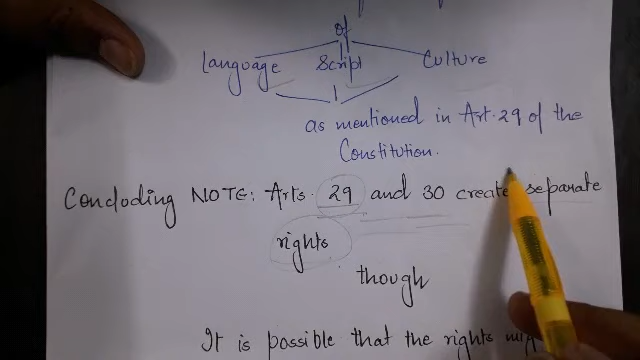 of
Language Script Culture
as mentioned in Art. 29 of the
Constitution.
Concluding NOTE: Arts. 29 and 30 create separate
rights
though
It is possible that the rights